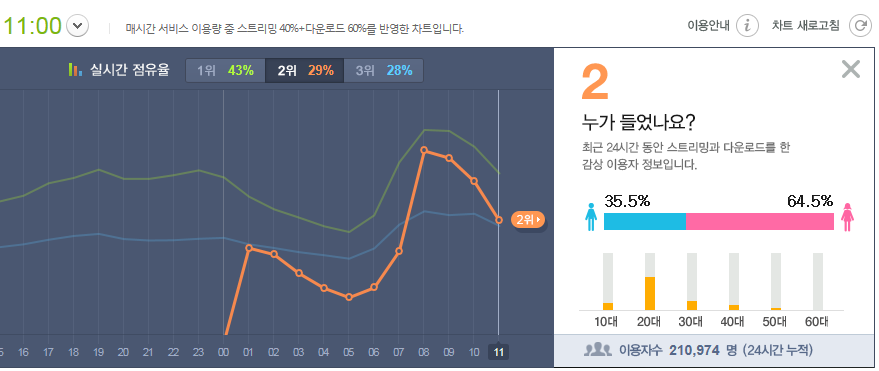 11:00
매시간 서비스 이용량 중 스트리밍 40%+다운로드 60%를 반영한 차트입니다.
이용안내 i 차트 새로고침
실시간 점유율
1위 43% 2위 29% 3위 28%
2위
16 17 18 19 20 21 22 23 00 01 02 03 04 05 06 07 08 09 10 11
2
누가 들었나요?
최근 24시간 동안 스트리밍과 다운로드를 한
감상 이용자 정보입니다.
35.5% 64.5%
10대 20대 30대 40대 50대 60대
이용자수 210,974 명 (24시간 누적)